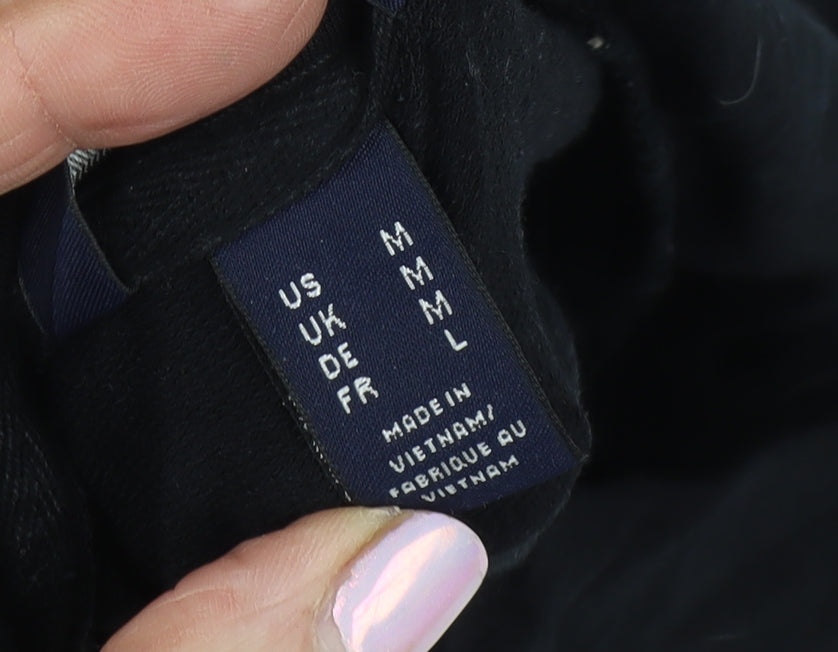 US M
UK M
DE M
FR L
MADE IN
VIETNAM/
FABRIQUE AU
VIETNAM